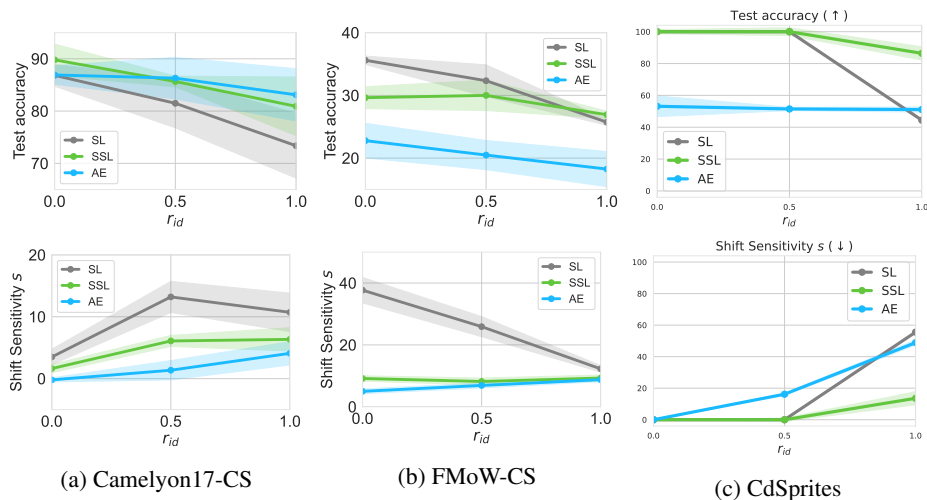 Test accuracy
90
80
70
SL
SSL
AE
0.0
0.5
1.0
r_id
Test accuracy
40
30
20
SL
SSL
AE
0.0
0.5
1.0
r_id
Test accuracy (↑)
100
80
60
40
20
0
SL
SSL
AE
0.0
0.5
1.0
r_id
Shift Sensitivity s
20
10
0
SL
SSL
AE
0.0
0.5
1.0
r_id
(a) Camelyon17-CS
Shift Sensitivity s
40
20
0
SL
SSL
AE
0.0
0.5
1.0
r_id
(b) FMoW-CS
Shift Sensitivity s (↓)
100
80
60
40
20
0
SL
SSL
AE
0.0
0.5
1.0
r_id
(c) CdSprites